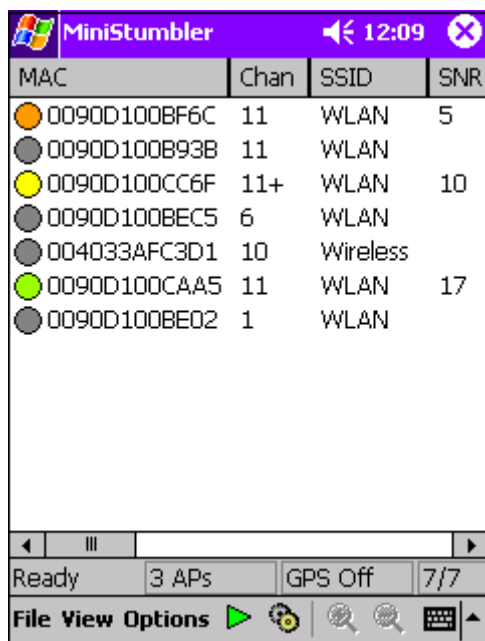 MiniStumbler 12:09
MAC Chan SSID SNR
0090D100BF6C 11 WLAN 5
0090D100B93B 11 WLAN
0090D100CC6F 11+ WLAN 10
0090D100BEC5 6 WLAN
004033AFC3D1 10 Wireless
0090D100CAA5 11 WLAN 17
0090D100BE02 1 WLAN
Ready 3 APs GPS Off 7/7
File View Options